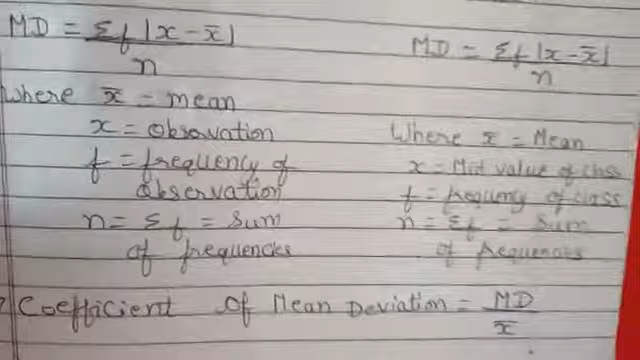 MD = Σf |x - x̄| / n
MD = Σf |x - x̄| / n
Where x̄ = mean
x = observation
f = frequency of
observation
n = Σf = sum
of frequencies
Where x̄ = Mean
x = Mid value of class
f = frequency of class
n = Σf = sum
of frequencies
Coefficient Of Mean Deviation = MD / x̄